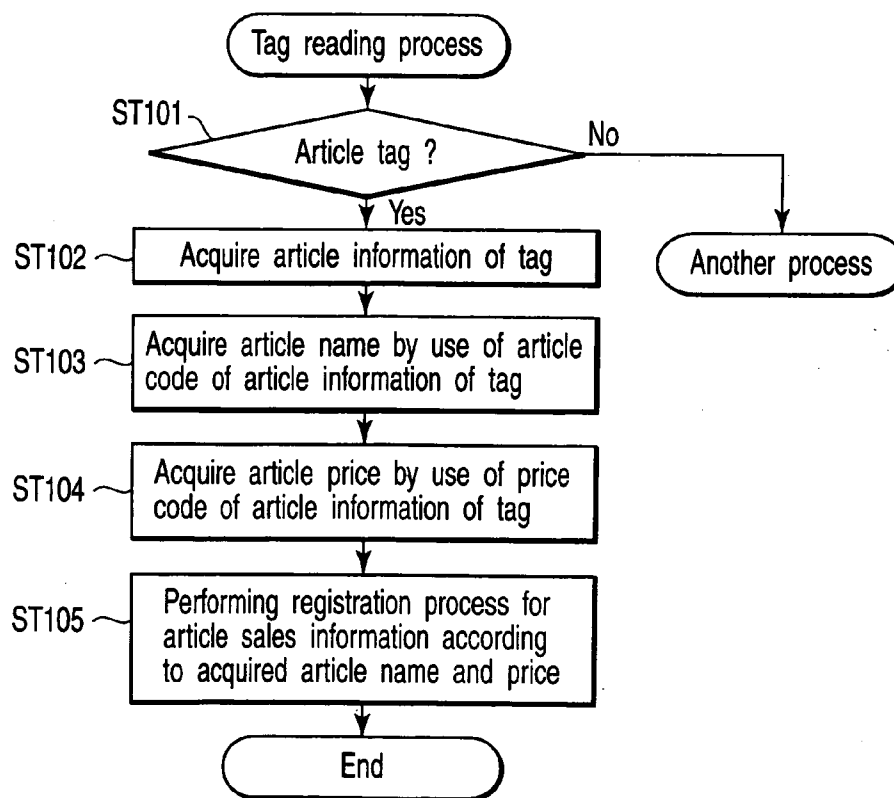 Tag reading process
ST101
Article tag ?
No
Yes
ST102
Acquire article information of tag
Another process
ST103
Acquire article name by use of article
code of article information of tag
ST104
Acquire article price by use of price
code of article information of tag
ST105
Performing registration process for
article sales information according
to acquired article name and price
End